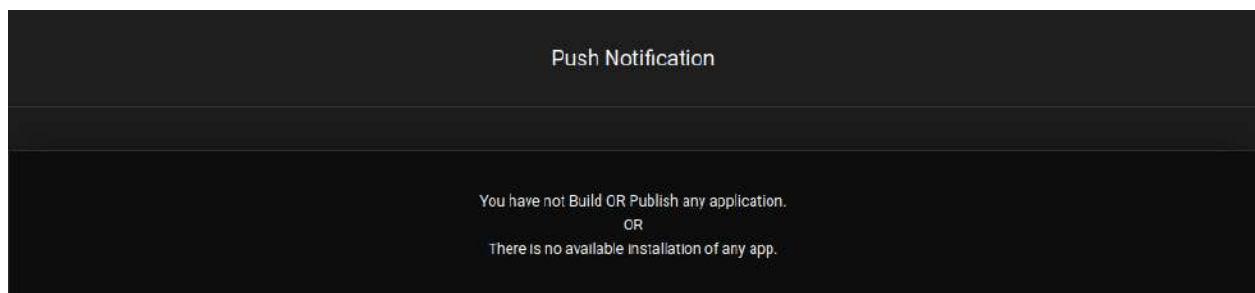 Push Notification
You have not Build OR Publish any application.
OR
There is no available installation of any app.